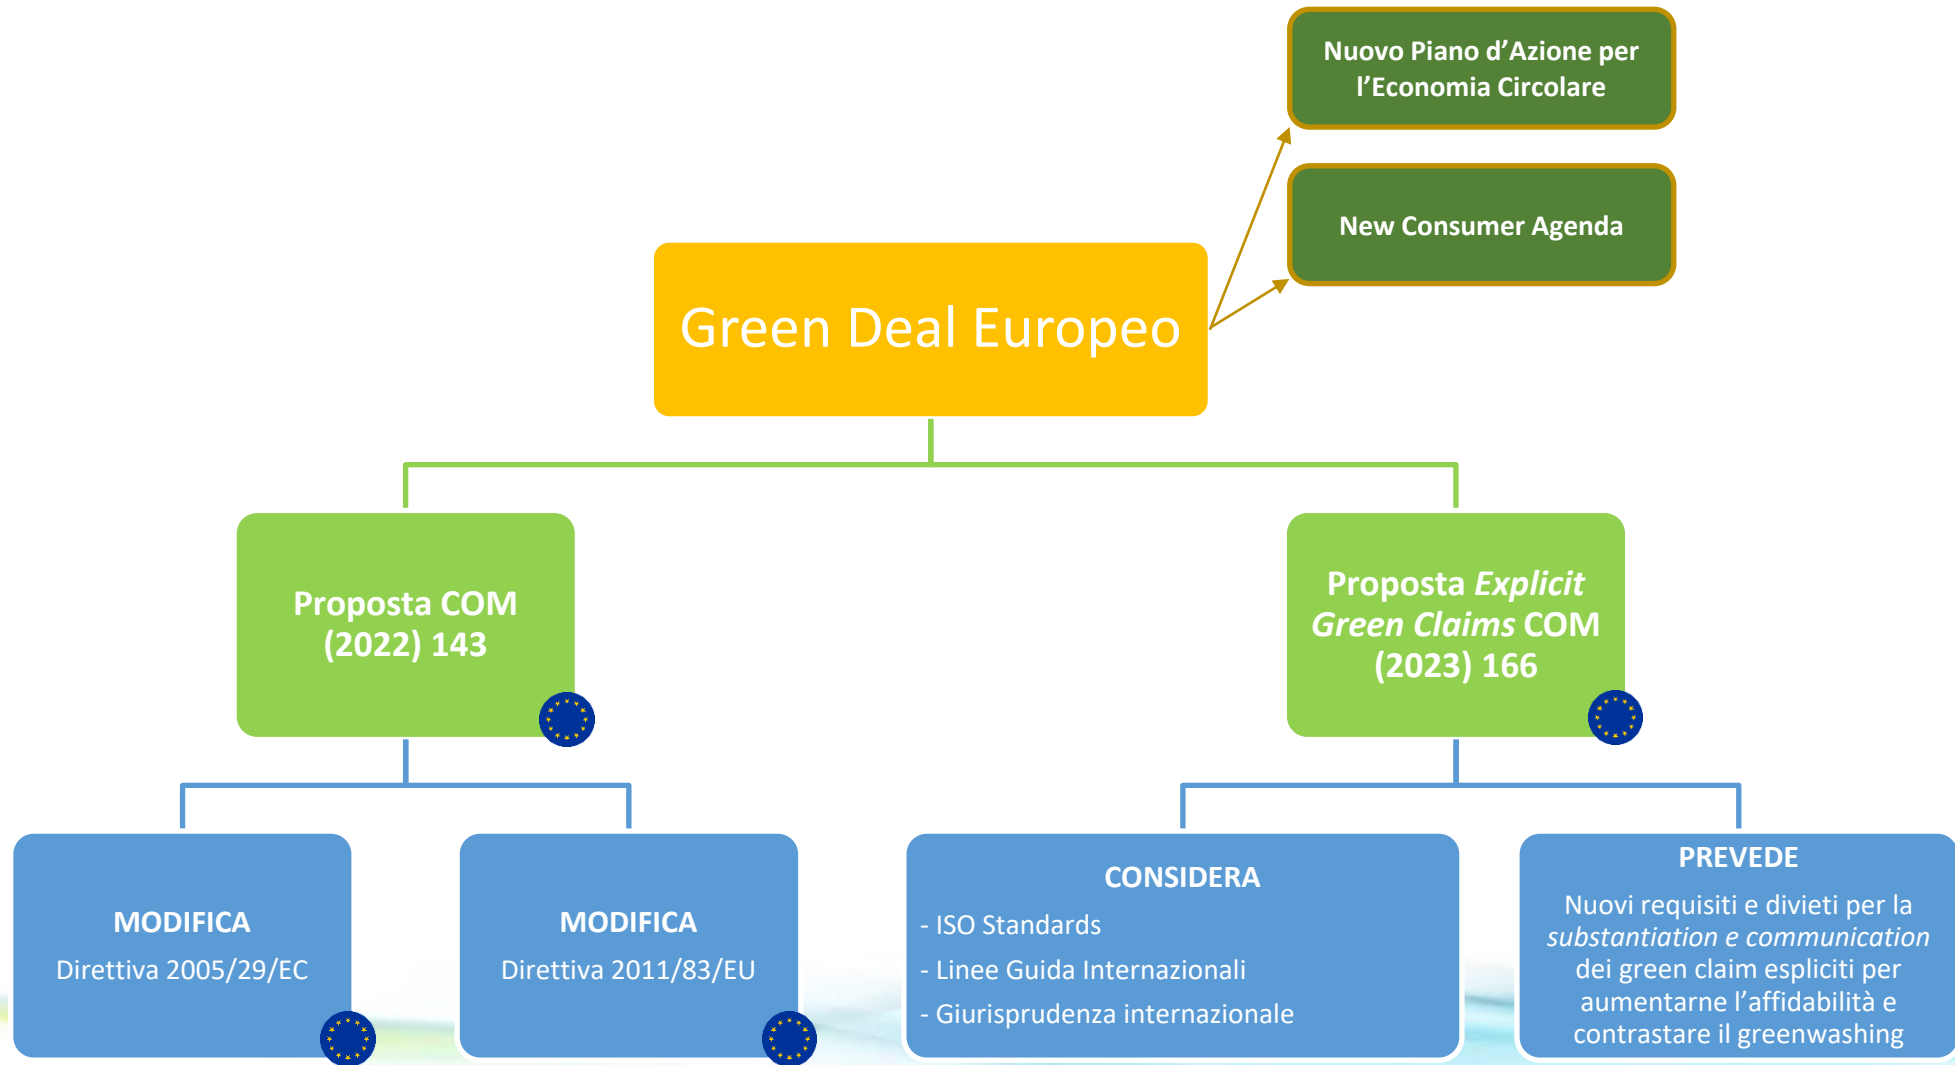 Nuovo Piano d’Azione per
l’Economia Circolare
New Consumer Agenda
Green Deal Europeo
Proposta COM
(2022) 143
Proposta Explicit
Green Claims COM
(2023) 166
MODIFICA
Direttiva 2005/29/EC
MODIFICA
Direttiva 2011/83/EU
CONSIDERA
- ISO Standards
- Linee Guida Internazionali
- Giurisprudenza internazionale
PREVEDE
Nuovi requisiti e divieti per la
substantiation e communication
dei green claim espliciti per
aumentarne l’affidabilità e
contrastare il greenwashing